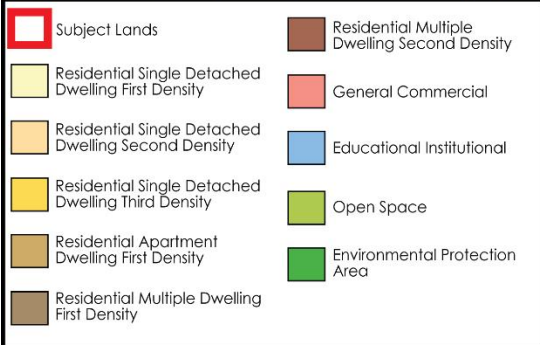 Subject Lands
Residential Single Detached
Dwelling First Density
Residential Single Detached
Dwelling Second Density
Residential Single Detached
Dwelling Third Density
Residential Apartment
Dwelling First Density
Residential Multiple Dwelling
First Density
Residential Multiple
Dwelling Second Density
General Commercial
Educational Institutional
Open Space
Environmental Protection
Area